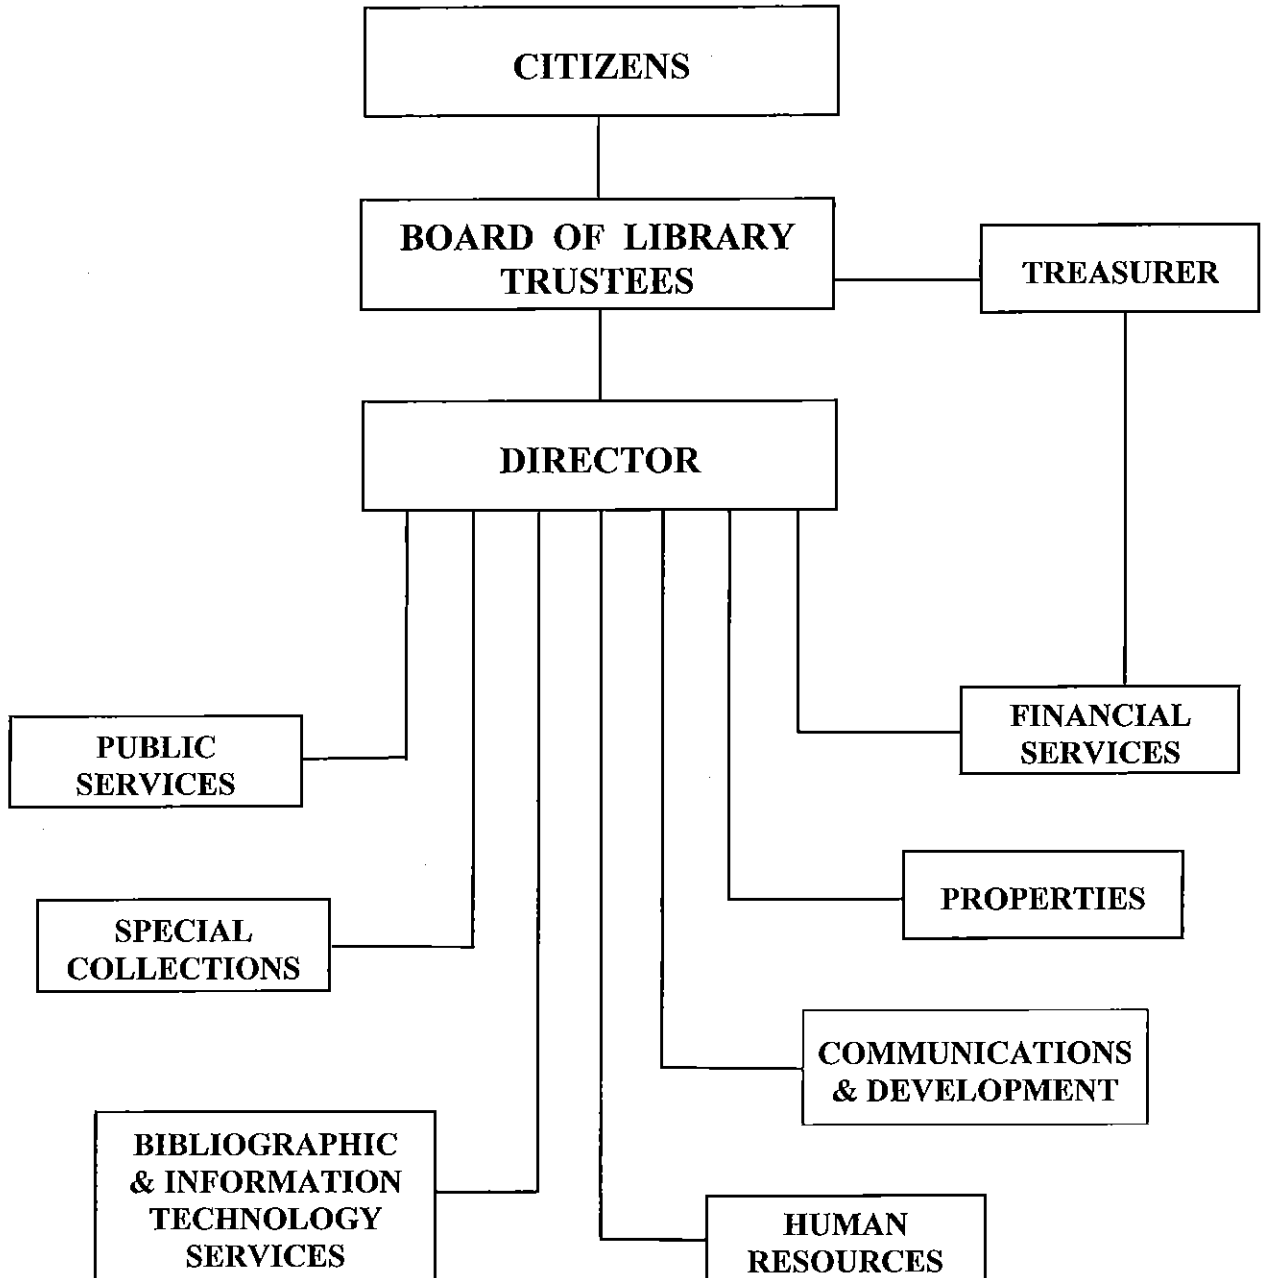 CITIZENS
BOARD OF LIBRARY
TRUSTEES
TREASURER
DIRECTOR
FINANCIAL
SERVICES
PUBLIC
SERVICES
PROPERTIES
SPECIAL
COLLECTIONS
COMMUNICATIONS
& DEVELOPMENT
BIBLIOGRAPHIC
& INFORMATION
TECHNOLOGY
SERVICES
HUMAN
RESOURCES